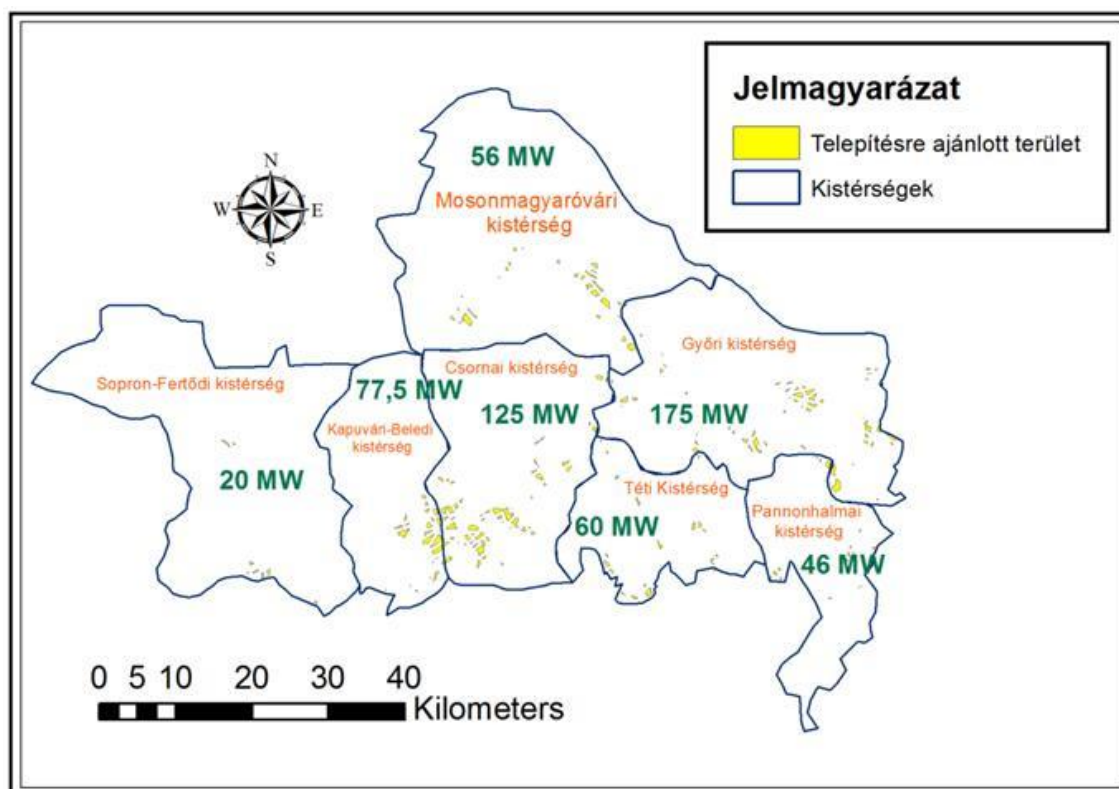 Jelmagyarázat
Telepítésre ajánlott terület
Kistérségek
N
W
E
S
56 MW
Mosonmagyaróvári
kistérség
Győri kistérség
Csornai kistérség
Sopron-Fertődi kistérség
77,5 MW
125 MW
175 MW
Kapuvári-Beledi
kistérség
20 MW
Téti Kistérség
60 MW
Pannonhalmai
kistérség
46 MW
0 5 10 20 30 40
Kilometers